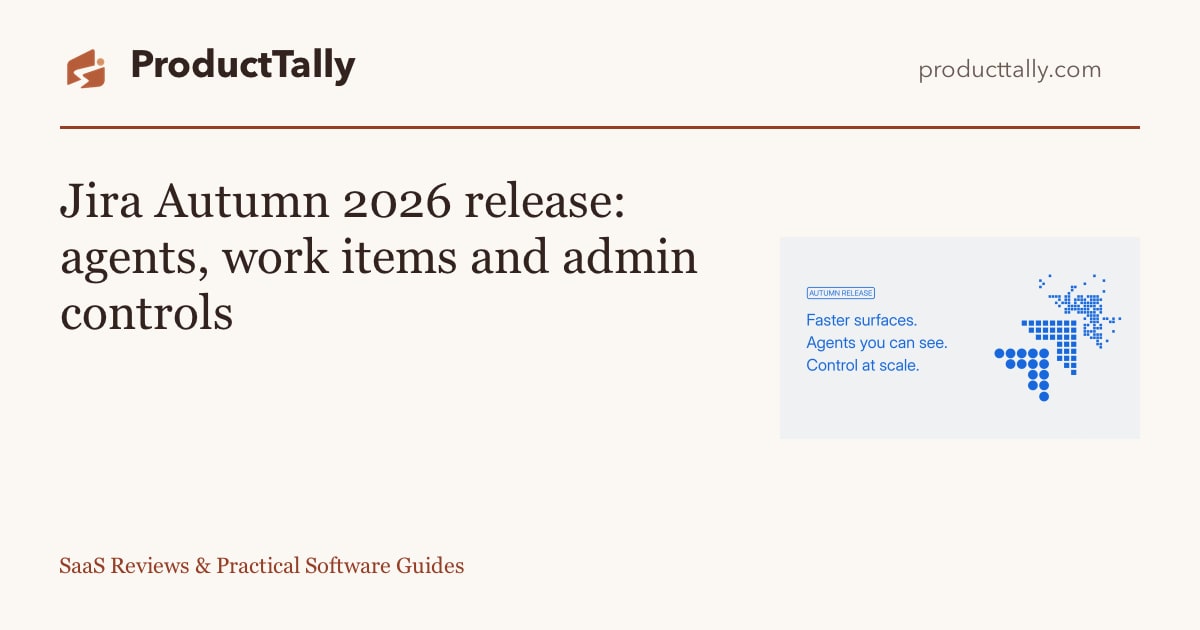 ProductTally
producttally.com
Jira Autumn 2026 release:
agents, work items and admin
controls
AUTUMN RELEASE
Faster surfaces.
Agents you can see.
Control at scale.
SaaS Reviews & Practical Software Guides